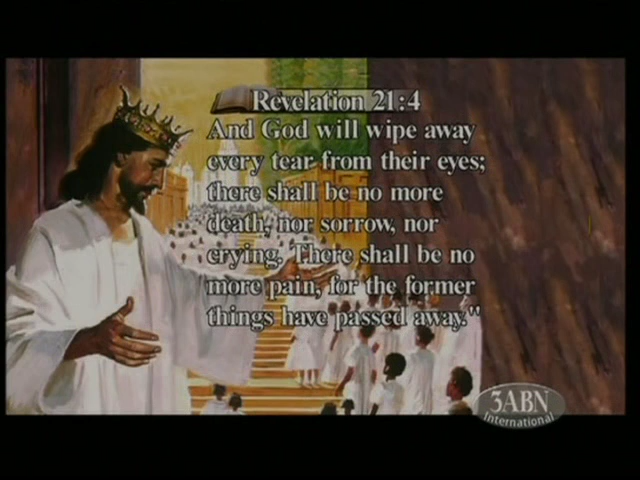 Revelation 21:4
And God will wipe away
every tear from their eyes;
there shall be no more
death, nor sorrow, nor
crying. There shall be no
more pain, for the former
things have passed away."
3ABN
International